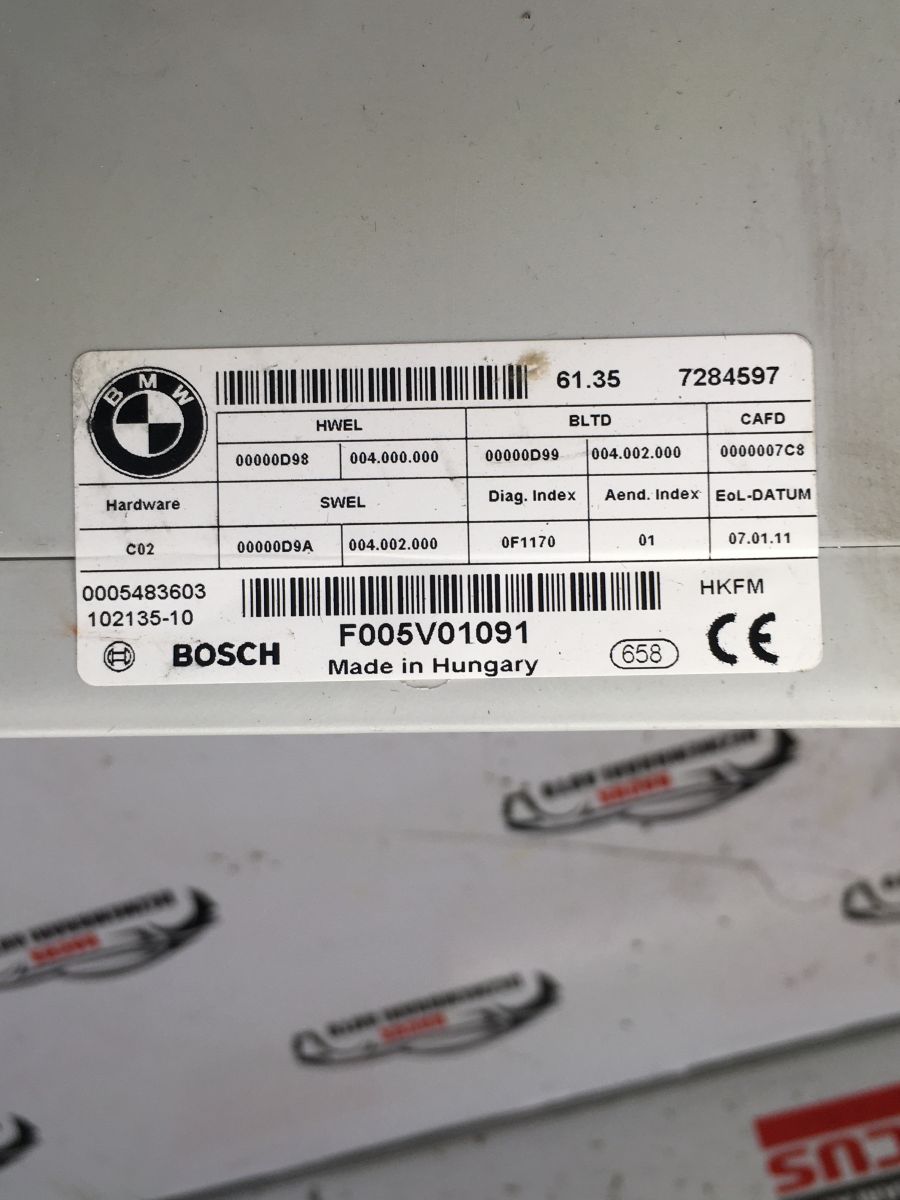 BMW
61.35 7284597
HWEL BLTD CAFD
00000D98 004.000.000 00000D99 004.002.000 0000007C8
Hardware SWEL Diag. Index Aend. Index EoL-DATUM
C02 00000D9A 004.002.000 0F1170 01 07.01.11
0005483603 HKFM
102135-10
F005V01091
BOSCH Made in Hungary 658 CE